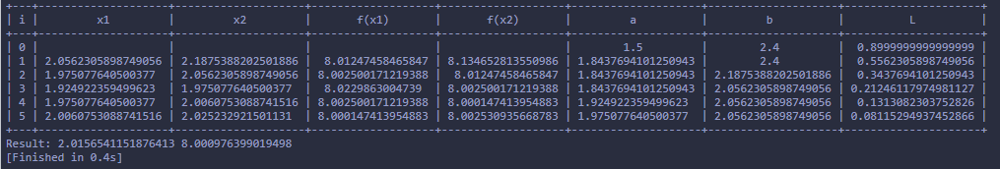 +---+--------------------+--------------------+-------------------+-------------------+--------------------+--------------------+---------------------+
| i | x1 | x2 | f(x1) | f(x2) | a | b | L |
+---+--------------------+--------------------+-------------------+-------------------+--------------------+--------------------+---------------------+
| 0 | | | | | 1.5 | 2.4 | 0.8999999999999999 |
| 1 | 2.0562305898749056 | 2.1875388202501886 | 8.01247458465847 | 8.134652813550986 | 1.8437694101250943 | 2.4 | 0.5562305898749056 |
| 2 | 1.975077640500377 | 2.0562305898749056 | 8.002500171219388 | 8.01247458465847 | 1.8437694101250943 | 2.1875388202501886 | 0.3437694101250943 |
| 3 | 1.924922359499623 | 1.975077640500377 | 8.0229863004739 | 8.002500171219388 | 1.8437694101250943 | 2.0562305898749056 | 0.21246117974981127 |
| 4 | 1.975077640500377 | 2.0060753088741516 | 8.002500171219388 | 8.000147413954883 | 1.924922359499623 | 2.0562305898749056 | 0.1313082303752826 |
| 5 | 2.0060753088741516 | 2.025232921501131 | 8.000147413954883 | 8.002530935668783 | 1.975077640500377 | 2.0562305898749056 | 0.08115294937452866 |
+---+--------------------+--------------------+-------------------+-------------------+--------------------+--------------------+---------------------+
Result: 2.0156541151876413 8.000976399019498
[Finished in 0.4s]